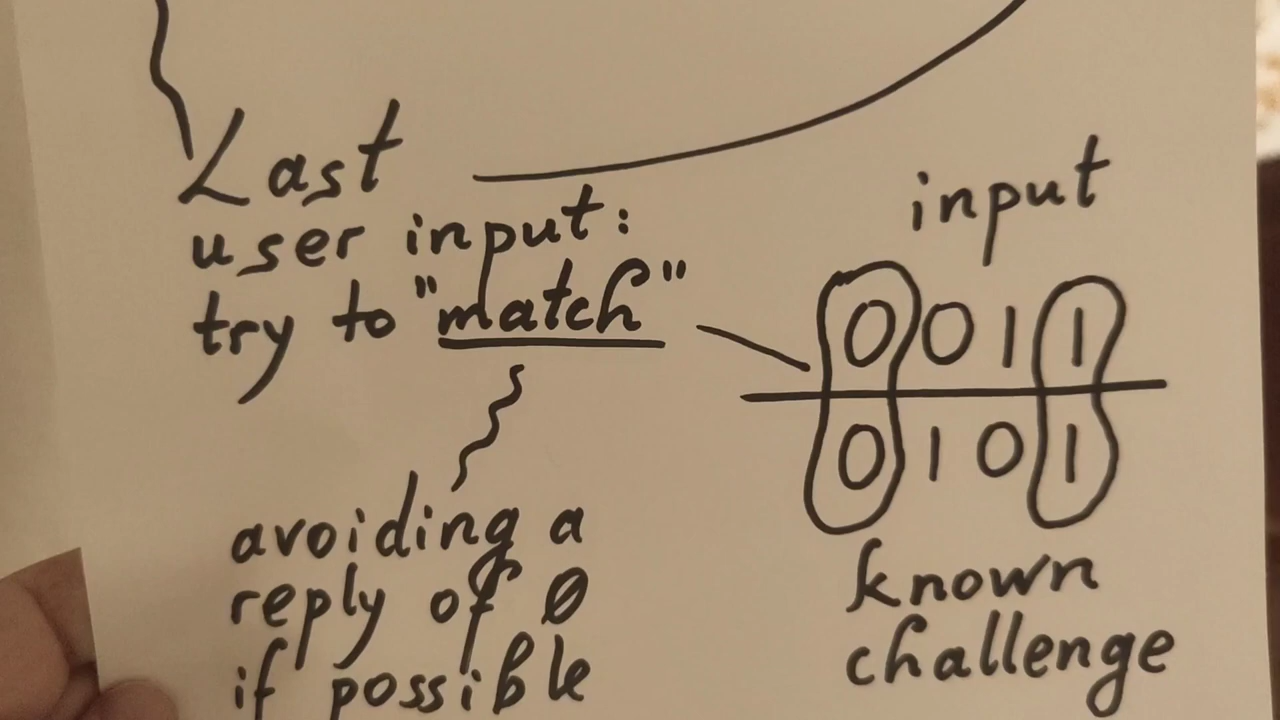 Last
user input:
try to "match"
avoiding a
reply of 0
if possible
input
0011
0101
known
challenge